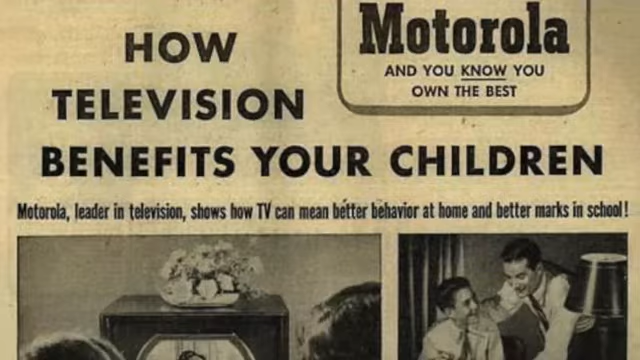 HOW
TELEVISION
BENEFITS YOUR CHILDREN
Motorola
AND YOU KNOW YOU
OWN THE BEST
Motorola, leader in television, shows how TV can mean better behavior at home and better marks in school!